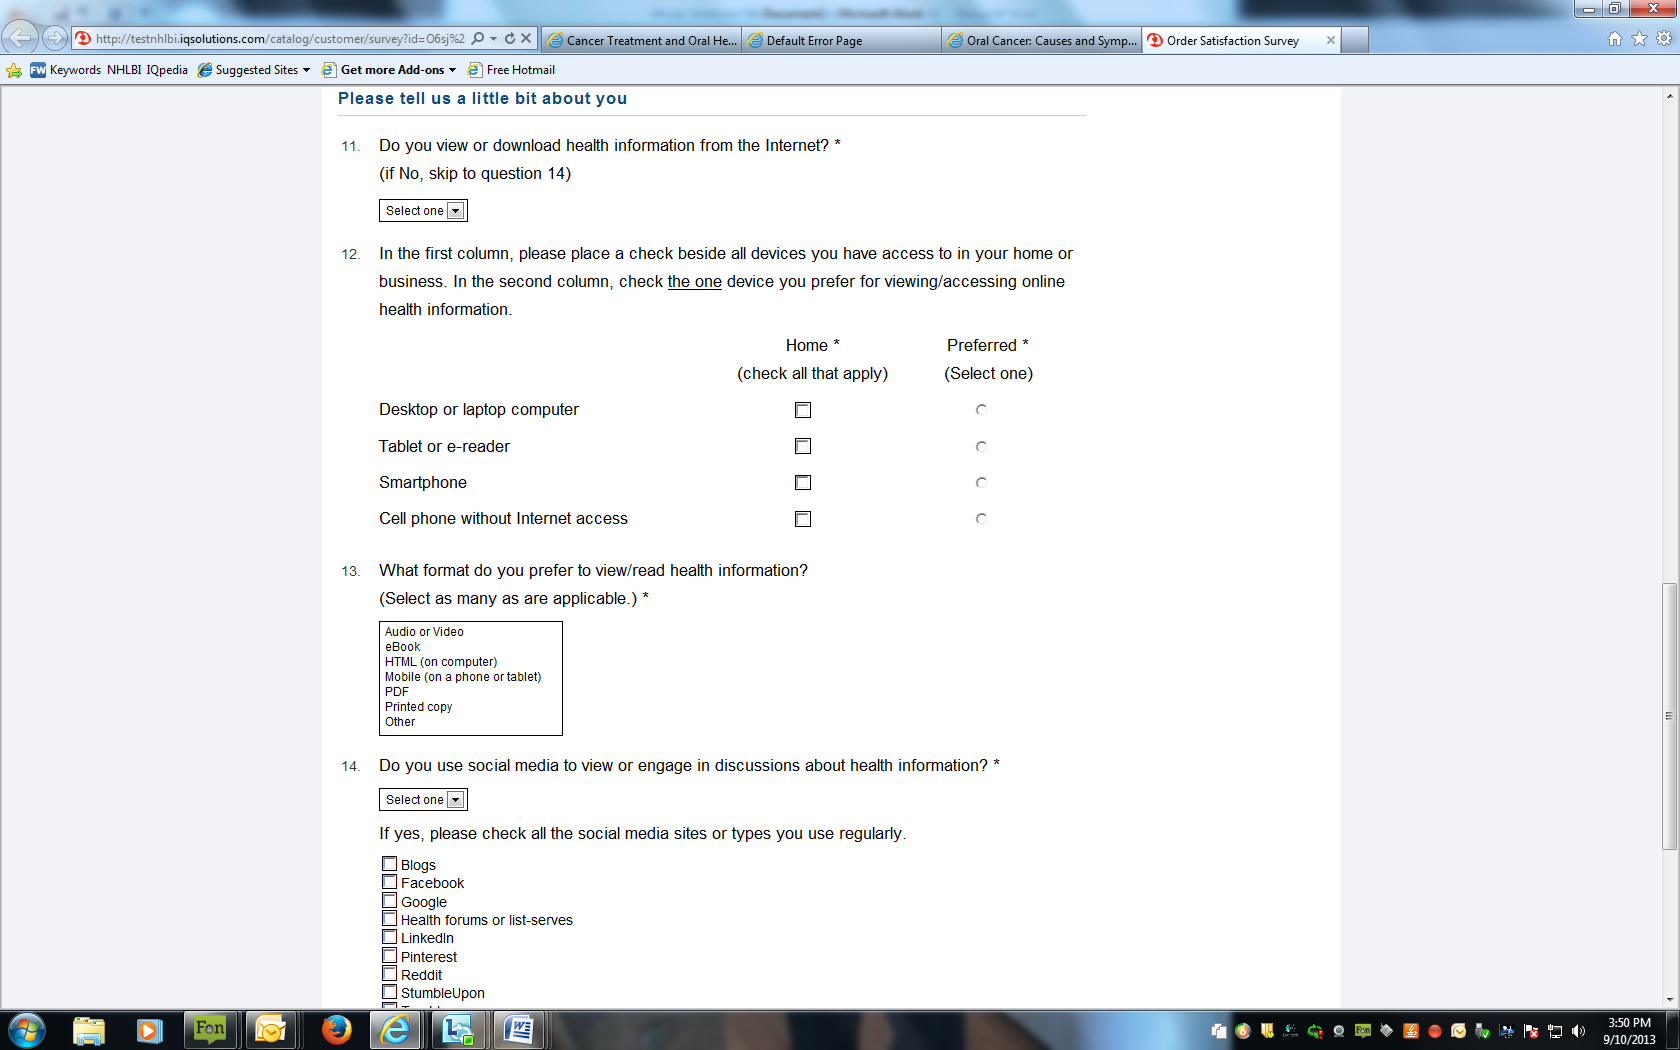 http://testnhlbi.iqsolutions.com/catalog/customer/survey?id=O6sj%2
Cancer Treatment and Oral He...
Default Error Page
Oral Cancer: Causes and Symp...
Order Satisfaction Survey
Keywords NHLBI IQpedia
Suggested Sites
Get more Add-ons
Free Hotmail
Please tell us a little bit about you
11. Do you view or download health information from the Internet? *
(if No, skip to question 14)
Select one
12. In the first column, please place a check beside all devices you have access to in your home or
business. In the second column, check the one device you prefer for viewing/accessing online
health information.
Home * Preferred *
(check all that apply) (Select one)
Desktop or laptop computer
Tablet or e-reader
Smartphone
Cell phone without Internet access
13. What format do you prefer to view/read health information?
(Select as many as are applicable.) *
Audio or Video
eBook
HTML (on computer)
Mobile (on a phone or tablet)
PDF
Printed copy
Other
14. Do you use social media to view or engage in discussions about health information? *
Select one
If yes, please check all the social media sites or types you use regularly.
Blogs
Facebook
Google
Health forums or list-serves
LinkedIn
Pinterest
Reddit
StumbleUpon
Fon
3:50 PM
9/10/2013